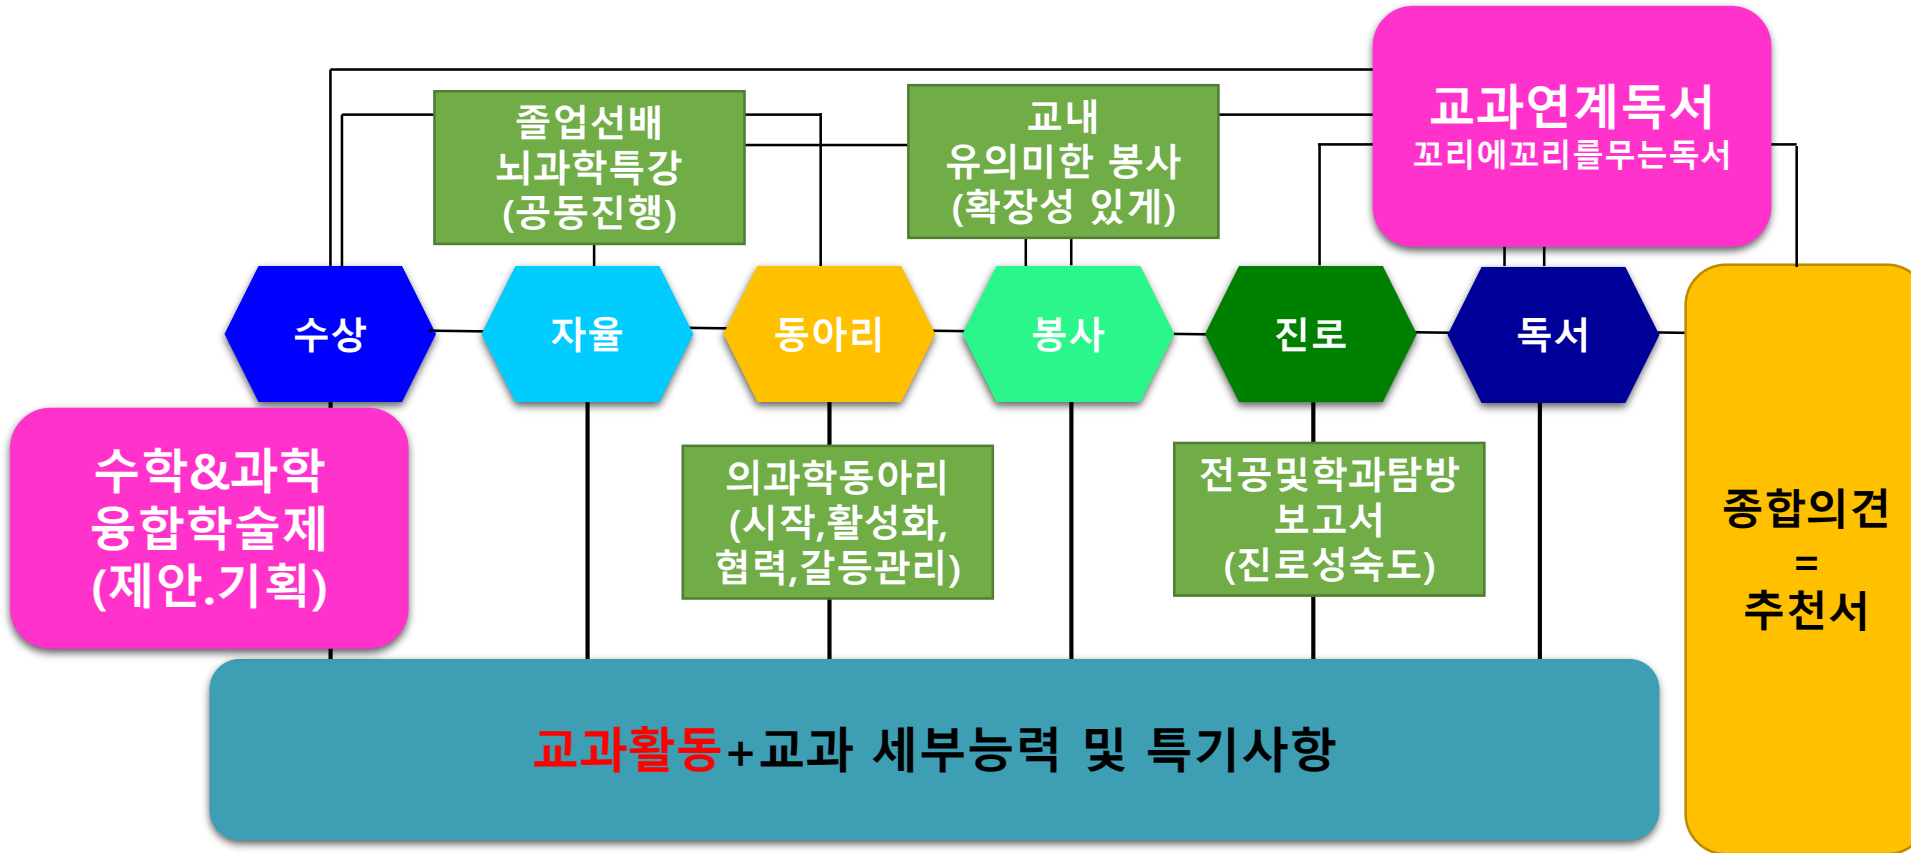 졸업선배
뇌과학특강
(공동진행)
교내
유의미한 봉사
(확장성 있게)
교과연계독서
꼬리에꼬리를무는독서
수상
자율
동아리
봉사
진로
독서
수학&과학
융합학술제
(제안.기획)
의과학동아리
(시작,활성화,
협력,갈등관리)
전공및학과탐방
보고서
(진로성숙도)
종합의견
=
추천서
교과활동+교과 세부능력 및 특기사항